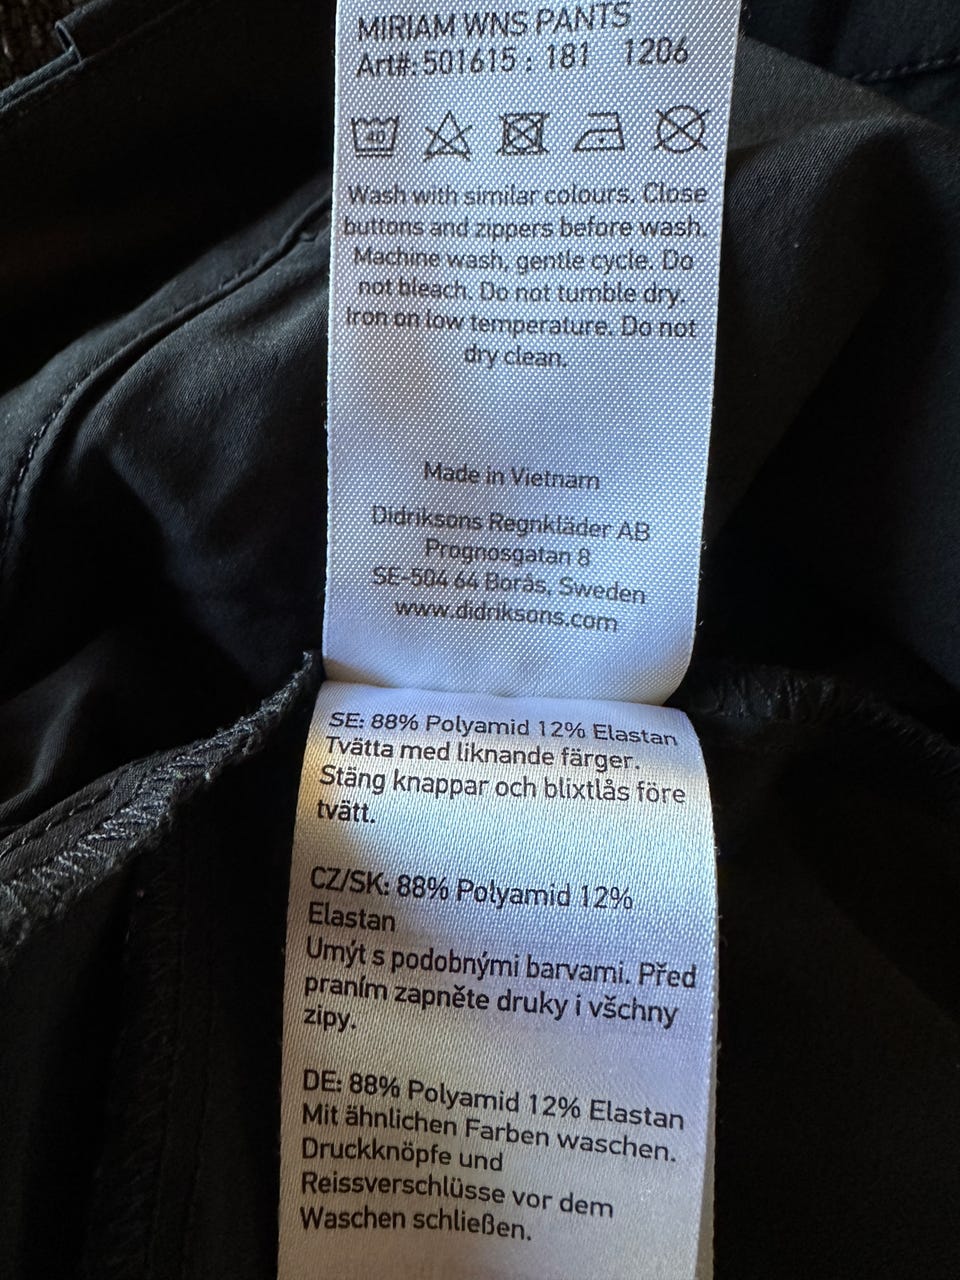 MIRIAM WNS PANTS
Art#: 501615 : 181 1206
40
Wash with similar colours. Close
buttons and zippers before wash.
Machine wash, gentle cycle. Do
not bleach. Do not tumble dry.
Iron on low temperature. Do not
dry clean.
Made in Vietnam
Didriksons Regnkläder AB
Prognosgatan 8
SE-504 64 Borås, Sweden
www.didriksons.com
SE: 88% Polyamid 12% Elastan
Tvätta med liknande färger.
Stäng knappar och blixtlås före
tvätt.
CZ/SK: 88% Polyamid 12%
Elastan
Umýt s podobnými barvami. Před
praním zapněte druky i všchny
zipy.
DE: 88% Polyamid 12% Elastan
Mit ähnlichen Farben waschen.
Druckknöpfe und
Reissverschlüsse vor dem
Waschen schließen.